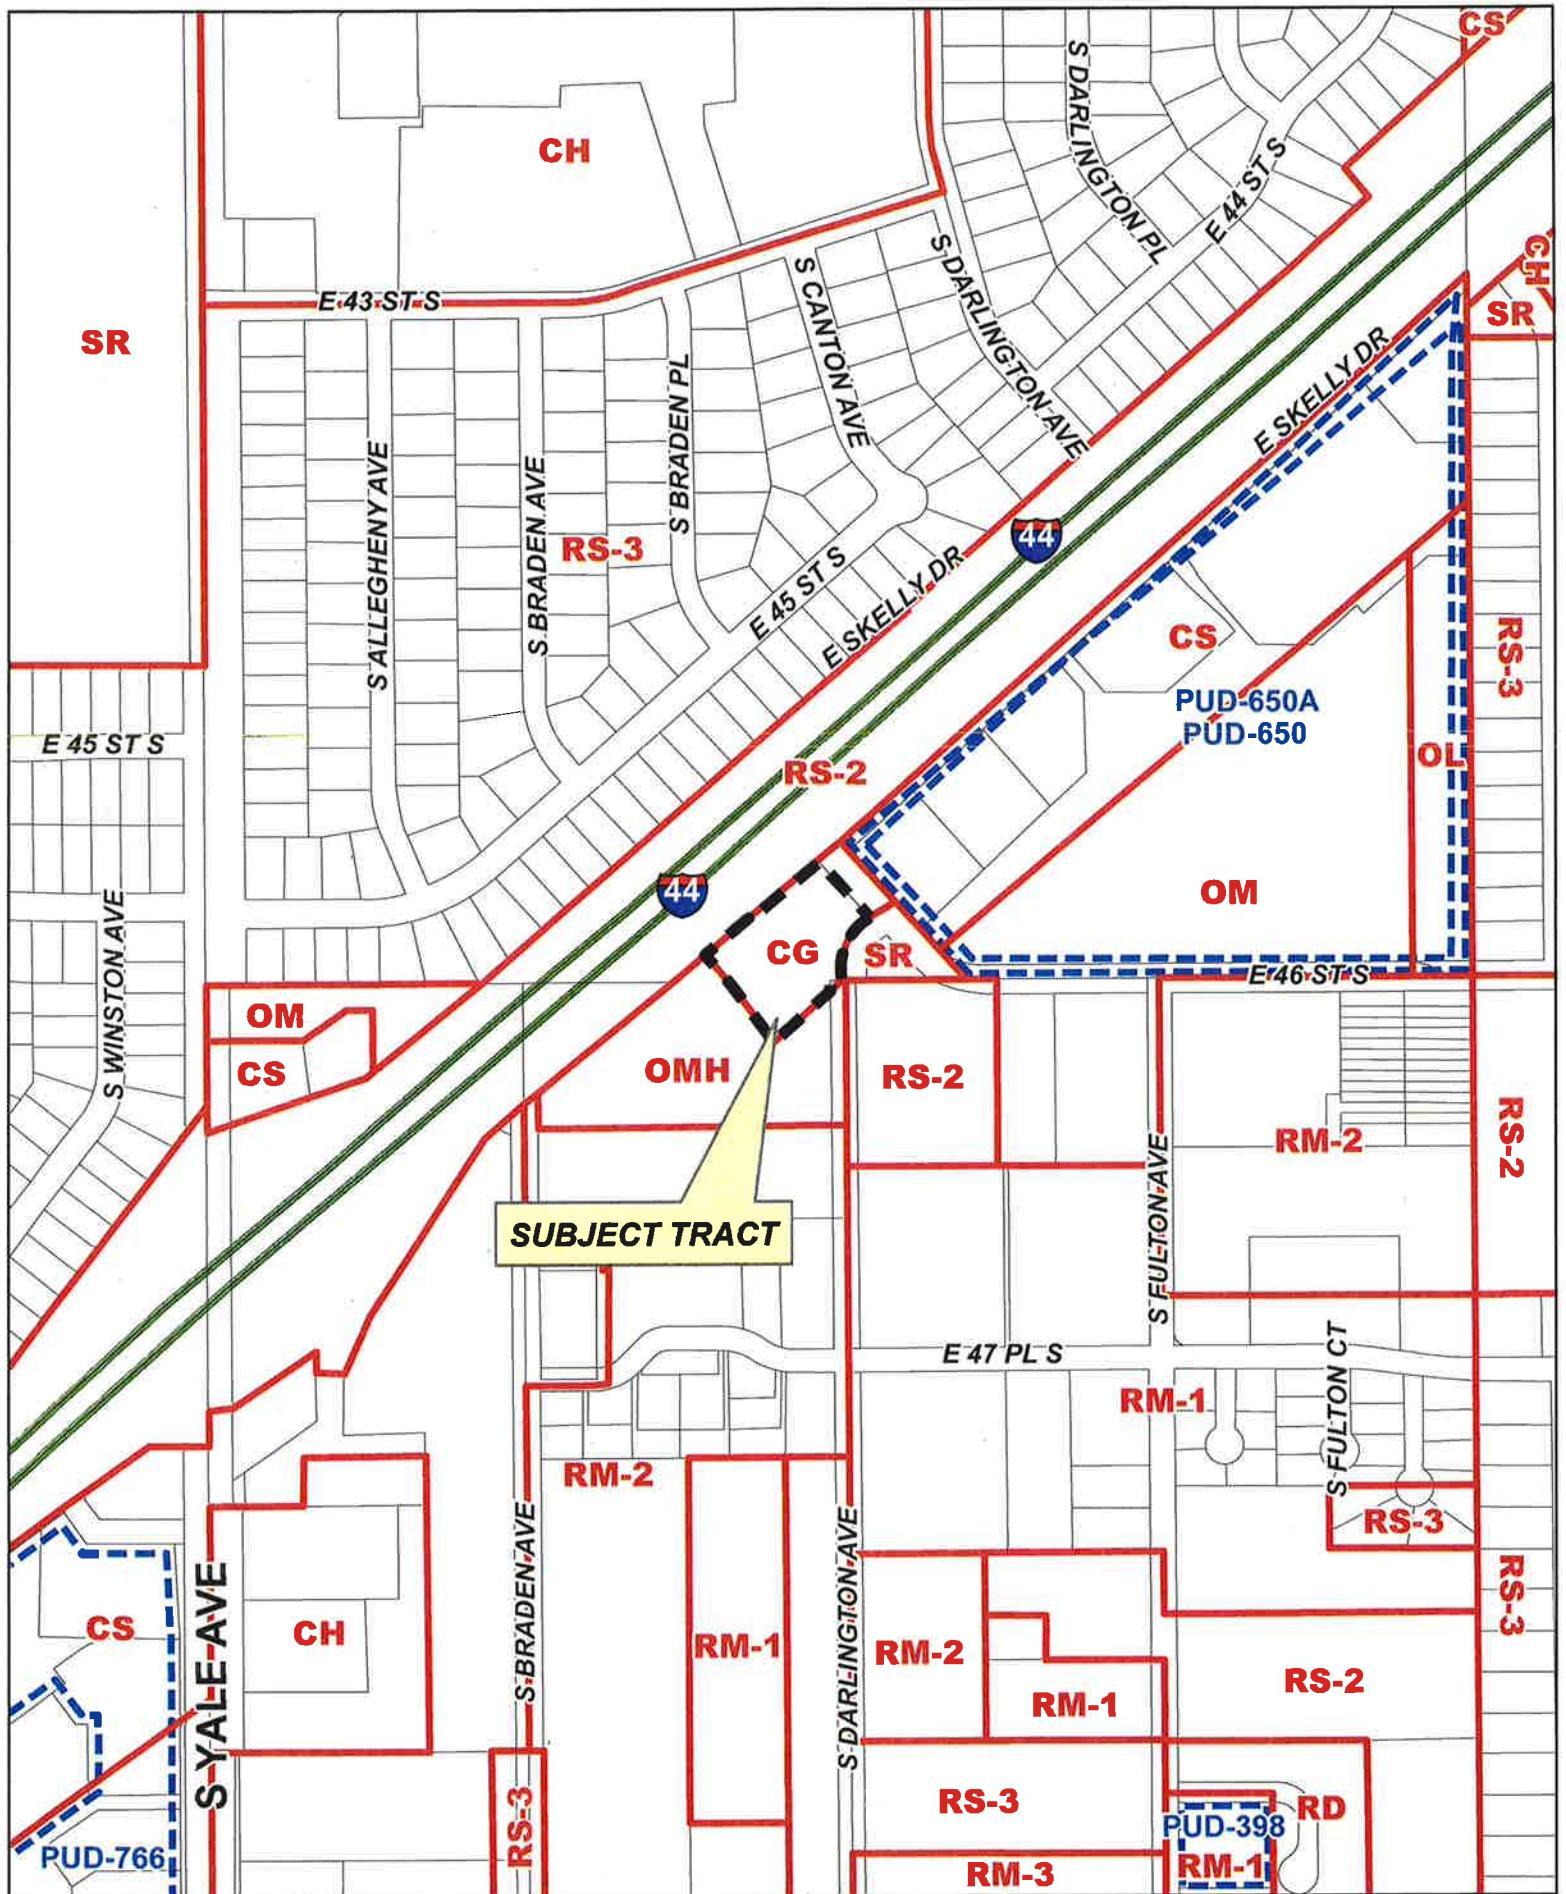 CS
S DARLINGTON PL
CH
E 44 ST S
S DARLINGTON AVE
S CANTON AVE
CH
E 43 ST S
SR
SR
E SKELLY DR
S BRADEN PL
S ALLEGHENY AVE
S BRADEN AVE
44
RS-3
E 45 ST S
E SKELLY DR
CS
RS-3
PUD-650A
PUD-650
E 45 ST S
OL
RS-2
44
OM
S WINSTON AVE
CG
SR
E 46 ST S
OM
CS
OMH
RS-2
RM-2
RS-2
S FULTON AVE
SUBJECT TRACT
E 47 PL S
S FULTON CT
RM-1
RM-2
RS-3
S BRADEN AVE
S DARLINGTON AVE
S YALE AVE
CS
CH
RM-1
RM-2
RS-3
RS-2
RM-1
RS-3
RS-3
RD
PUD-398
PUD-766
RM-1
RM-3